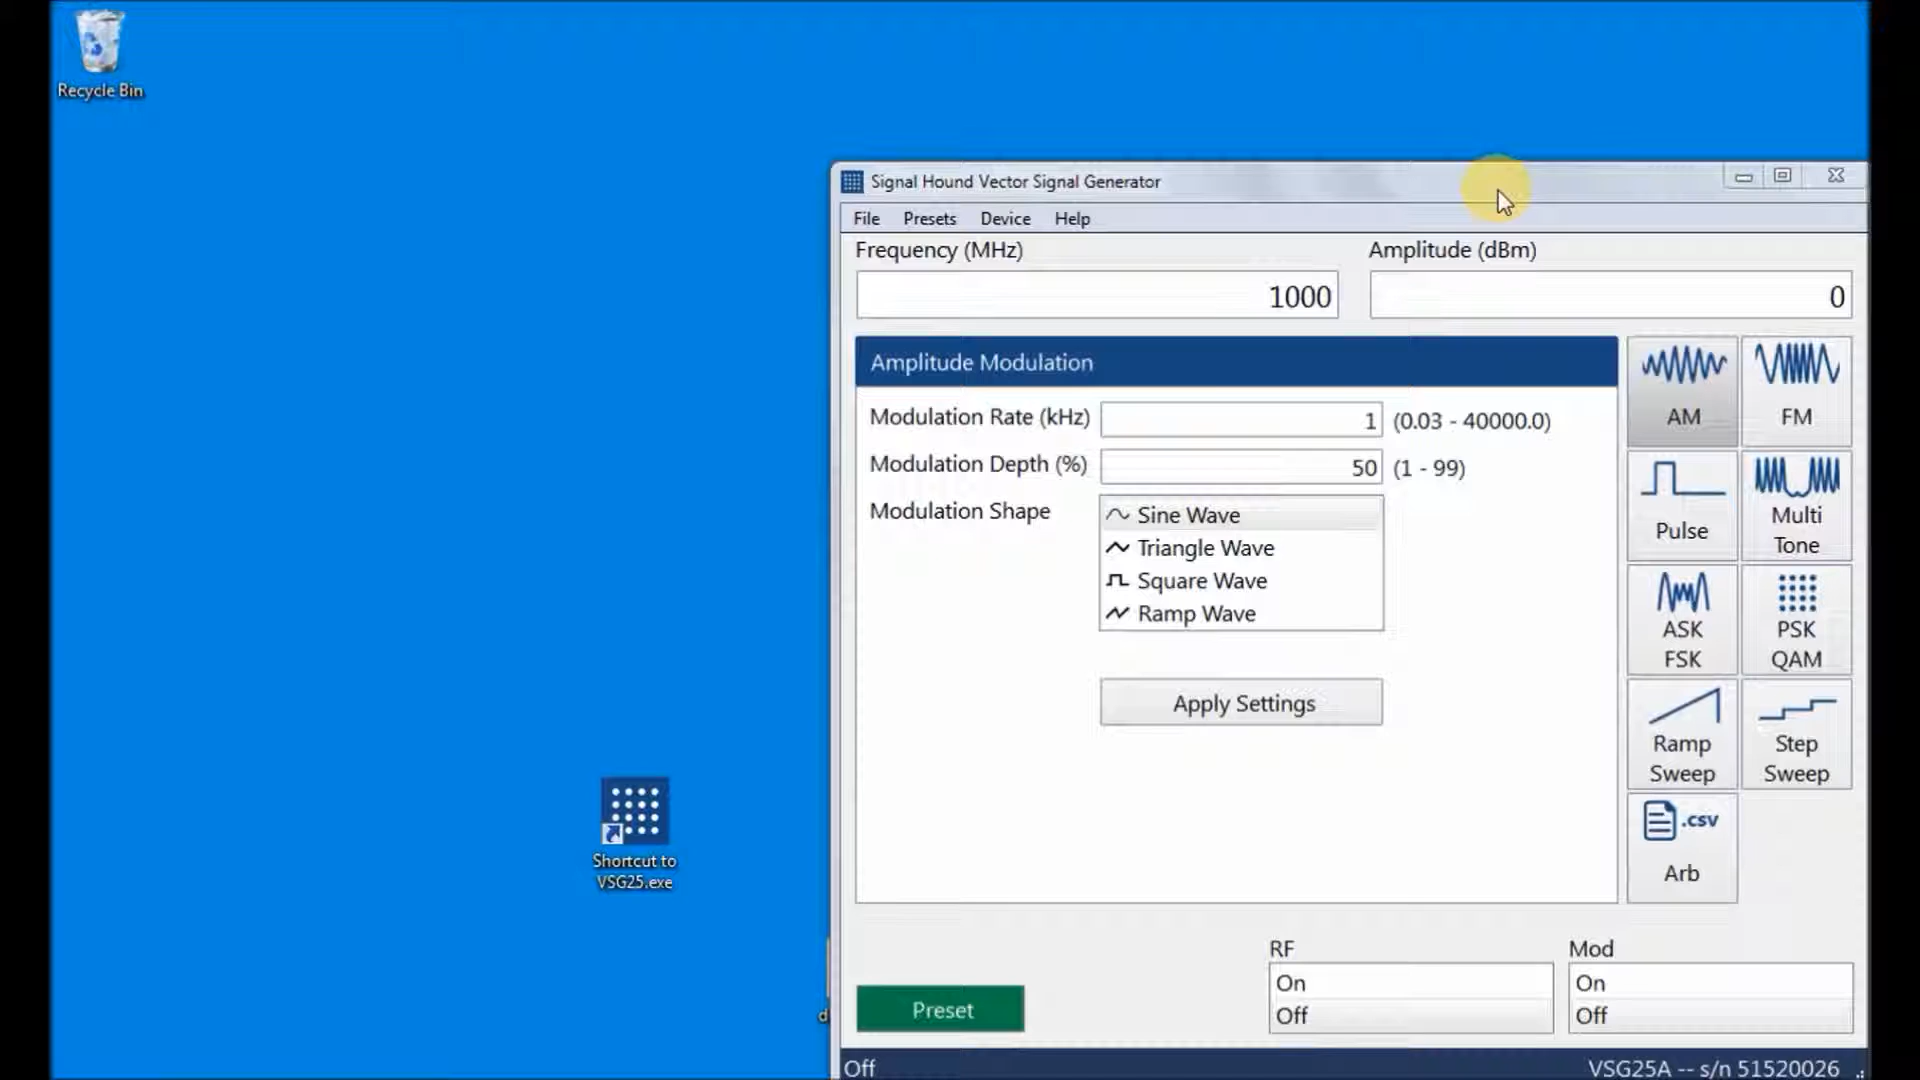 Recycle Bin
Signal Hound Vector Signal Generator
File Presets Device Help
Frequency (MHz) Amplitude (dBm)
1000 0
Amplitude Modulation
Modulation Rate (kHz) 1 (0.03 - 40000.0)
Modulation Depth (%) 50 (1 - 99)
Modulation Shape
Sine Wave
Triangle Wave
Square Wave
Ramp Wave
Apply Settings
AM
FM
Pulse
Multi
Tone
ASK
FSK
PSK
QAM
Ramp
Sweep
Step
Sweep
.csv
Arb
Shortcut to
VSG25.exe
RF
On
Off
Mod
On
Off
Preset
d
Off
VSG25A -- s/n 51520026